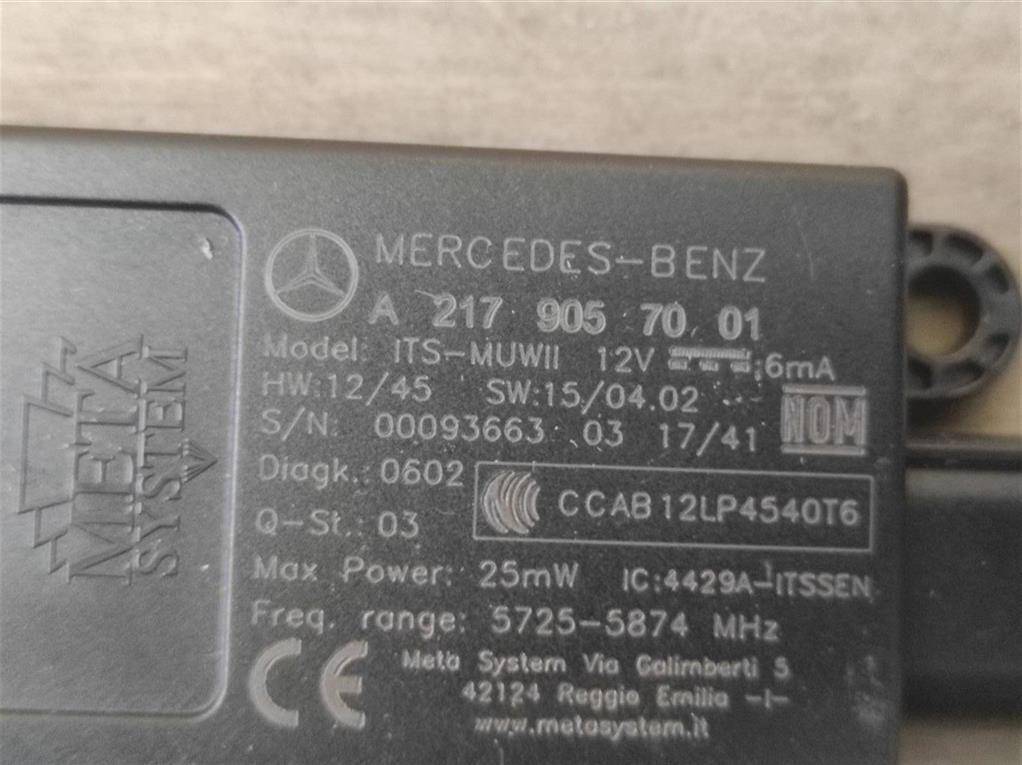 META
SYSTEM
MERCEDES-BENZ
A 217 905 70 01
Model: ITS-MUWII 12V 6mA
HW:12/45 SW:15/04.02
S/N: 00093663 03 17/41
NOM
Diagk.: 0602
CCAB12LP4540T6
Q-St.: 03
Max Power: 25mW IC:4429A-ITSSEN
Freq. range: 5725-5874 MHz
CE
Meta System Via Galimberti 5
42124 Reggio Emilia -I-
www.metasystem.it